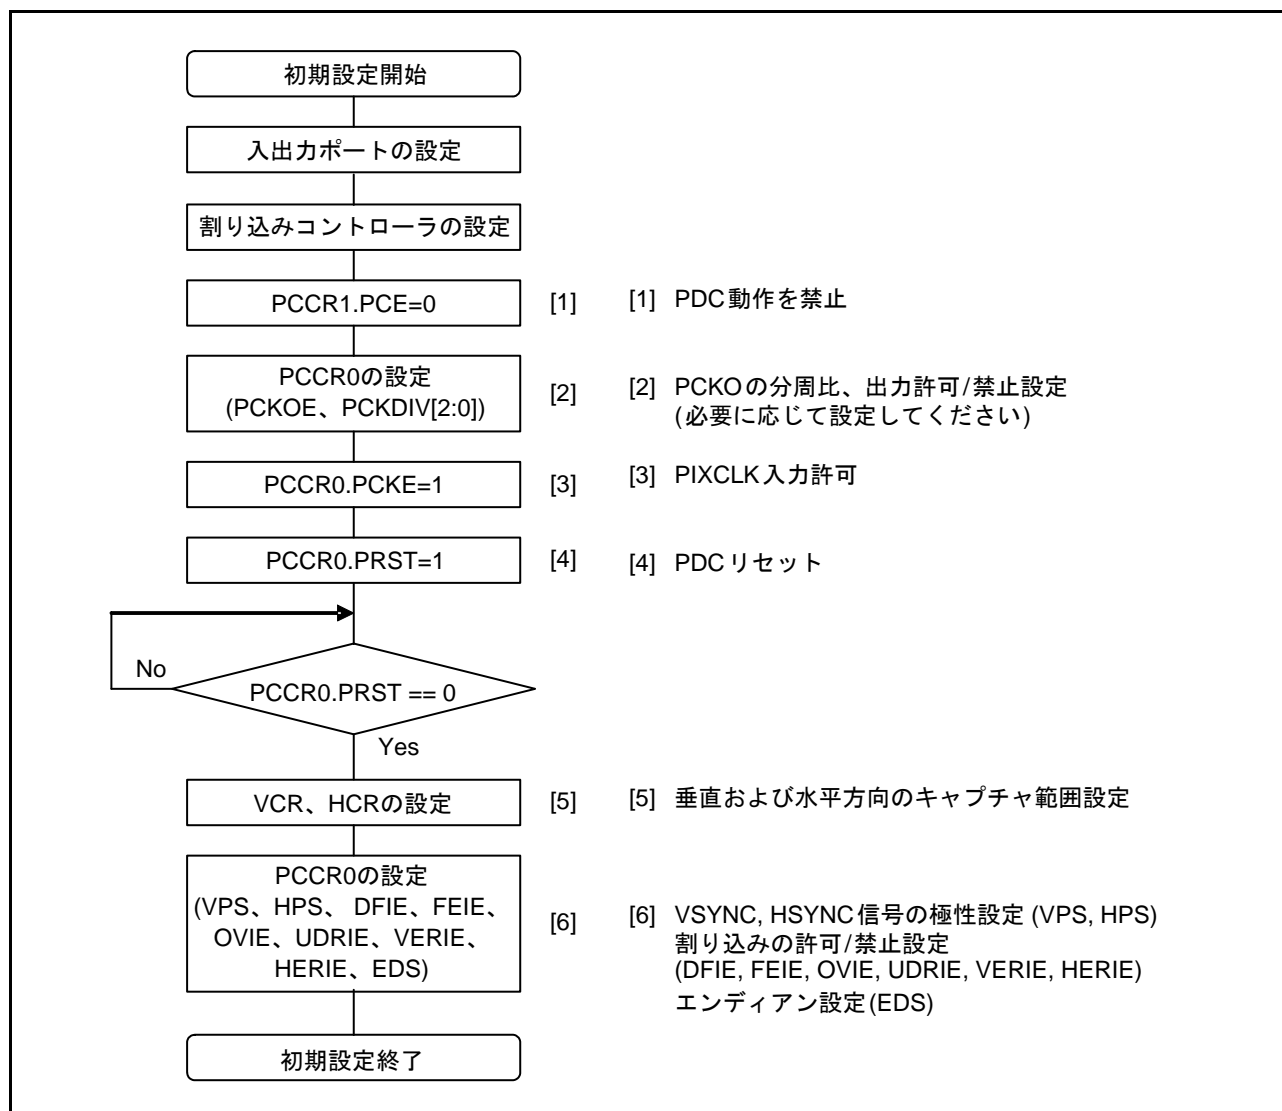 初期設定開始
入出力ポートの設定
割り込みコントローラの設定
PCCR1.PCE=0
[1]
[1] PDC動作を禁止
PCCR0の設定
(PCKOE、PCKDIV[2:0])
[2]
[2] PCKOの分周比、出力許可/禁止設定
(必要に応じて設定してください)
PCCR0.PCKE=1
[3]
[3] PIXCLK入力許可
PCCR0.PRST=1
[4]
[4] PDCリセット
No
PCCR0.PRST == 0
Yes
VCR、HCRの設定
[5]
[5] 垂直および水平方向のキャプチャ範囲設定
PCCR0の設定
(VPS、HPS、 DFIE、FEIE、
OVIE、UDRIE、VERIE、
HERIE、EDS)
[6]
[6] VSYNC, HSYNC信号の極性設定 (VPS, HPS)
割り込みの許可/禁止設定
(DFIE, FEIE, OVIE, UDRIE, VERIE, HERIE)
エンディアン設定(EDS)
初期設定終了